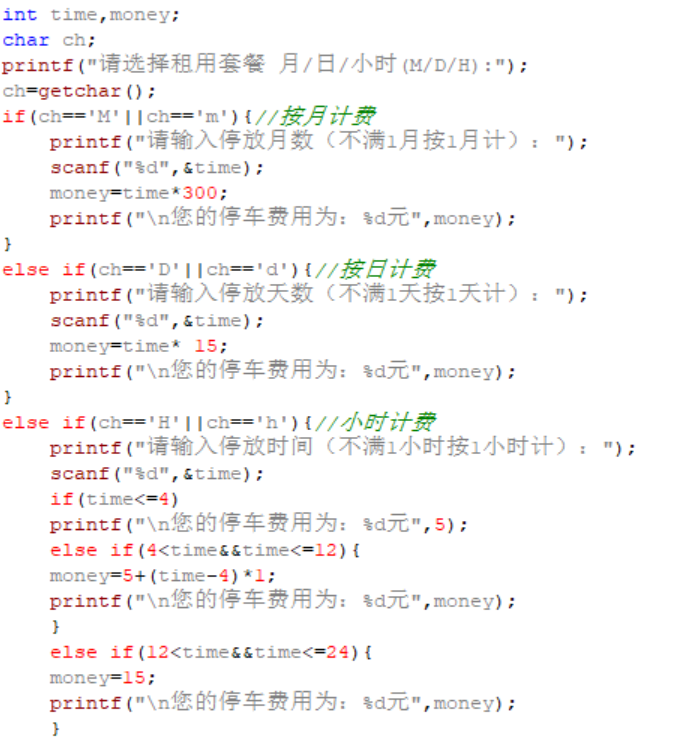 int time,money;
char ch;
printf("请选择租用套餐 月/日/小时(M/D/H):");
ch=getchar();
if(ch=='M'||ch=='m'){//按月计费
printf("请输入停放月数（不满1月按1月计）：");
scanf("%d",&time);
money=time*300;
printf("\n您的停车费用为：%d元",money);
}
else if(ch=='D'||ch=='d'){//按日计费
printf("请输入停放天数（不满1天按1天计）：");
scanf("%d",&time);
money=time* 15;
printf("\n您的停车费用为：%d元",money);
}
else if(ch=='H'||ch=='h'){//小时计费
printf("请输入停放时间（不满1小时按1小时计）：");
scanf("%d",&time);
if(time<=4)
printf("\n您的停车费用为：%d元",5);
else if(4<time&&time<=12){
money=5+(time-4)*1;
printf("\n您的停车费用为：%d元",money);
}
else if(12<time&&time<=24){
money=15;
printf("\n您的停车费用为：%d元",money);
}